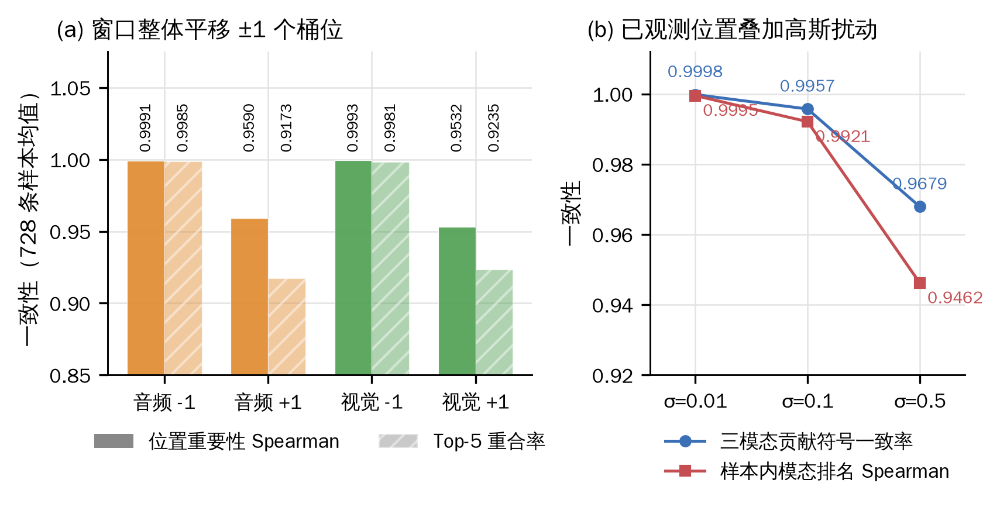 (a) 窗口整体平移 ±1 个桶位
一致性（728 条样本均值）
1.05
1.00
0.95
0.90
0.85
0.9991
0.9985
0.9590
0.9173
0.9993
0.9981
0.9532
0.9235
音频 -1
音频 +1
视觉 -1
视觉 +1
位置重要性 Spearman
Top-5 重合率
(b) 已观测位置叠加高斯扰动
一致性
1.00
0.98
0.96
0.94
0.92
0.9998
0.9957
0.9995
0.9921
0.9679
0.9462
σ=0.01
σ=0.1
σ=0.5
三模态贡献符号一致率
样本内模态排名 Spearman